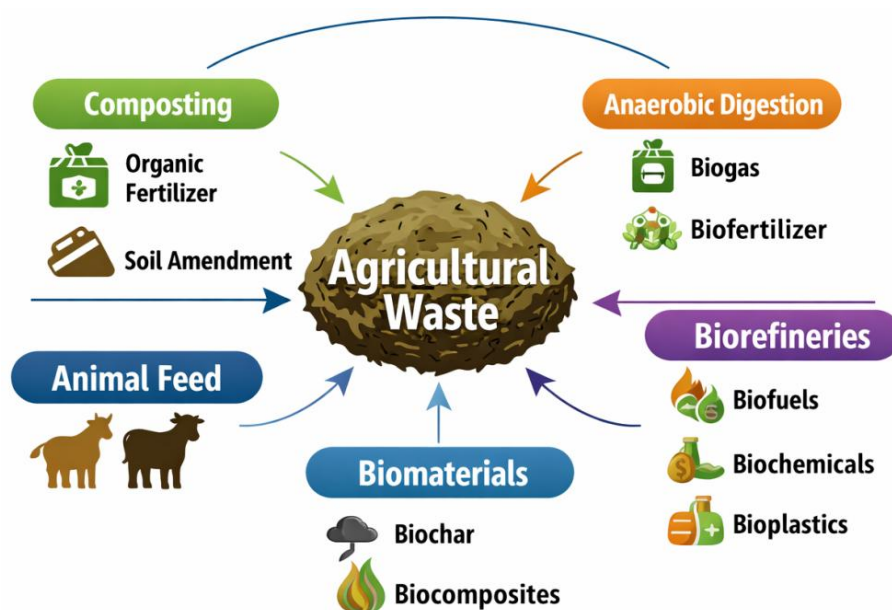 Composting
Organic
Fertilizer
Soil Amendment
Anaerobic Digestion
Biogas
Biofertilizer
Agricultural
Waste
Animal Feed
Biomaterials
Biochar
Biocomposites
Biorefineries
Biofuels
Biochemicals
Bioplastics